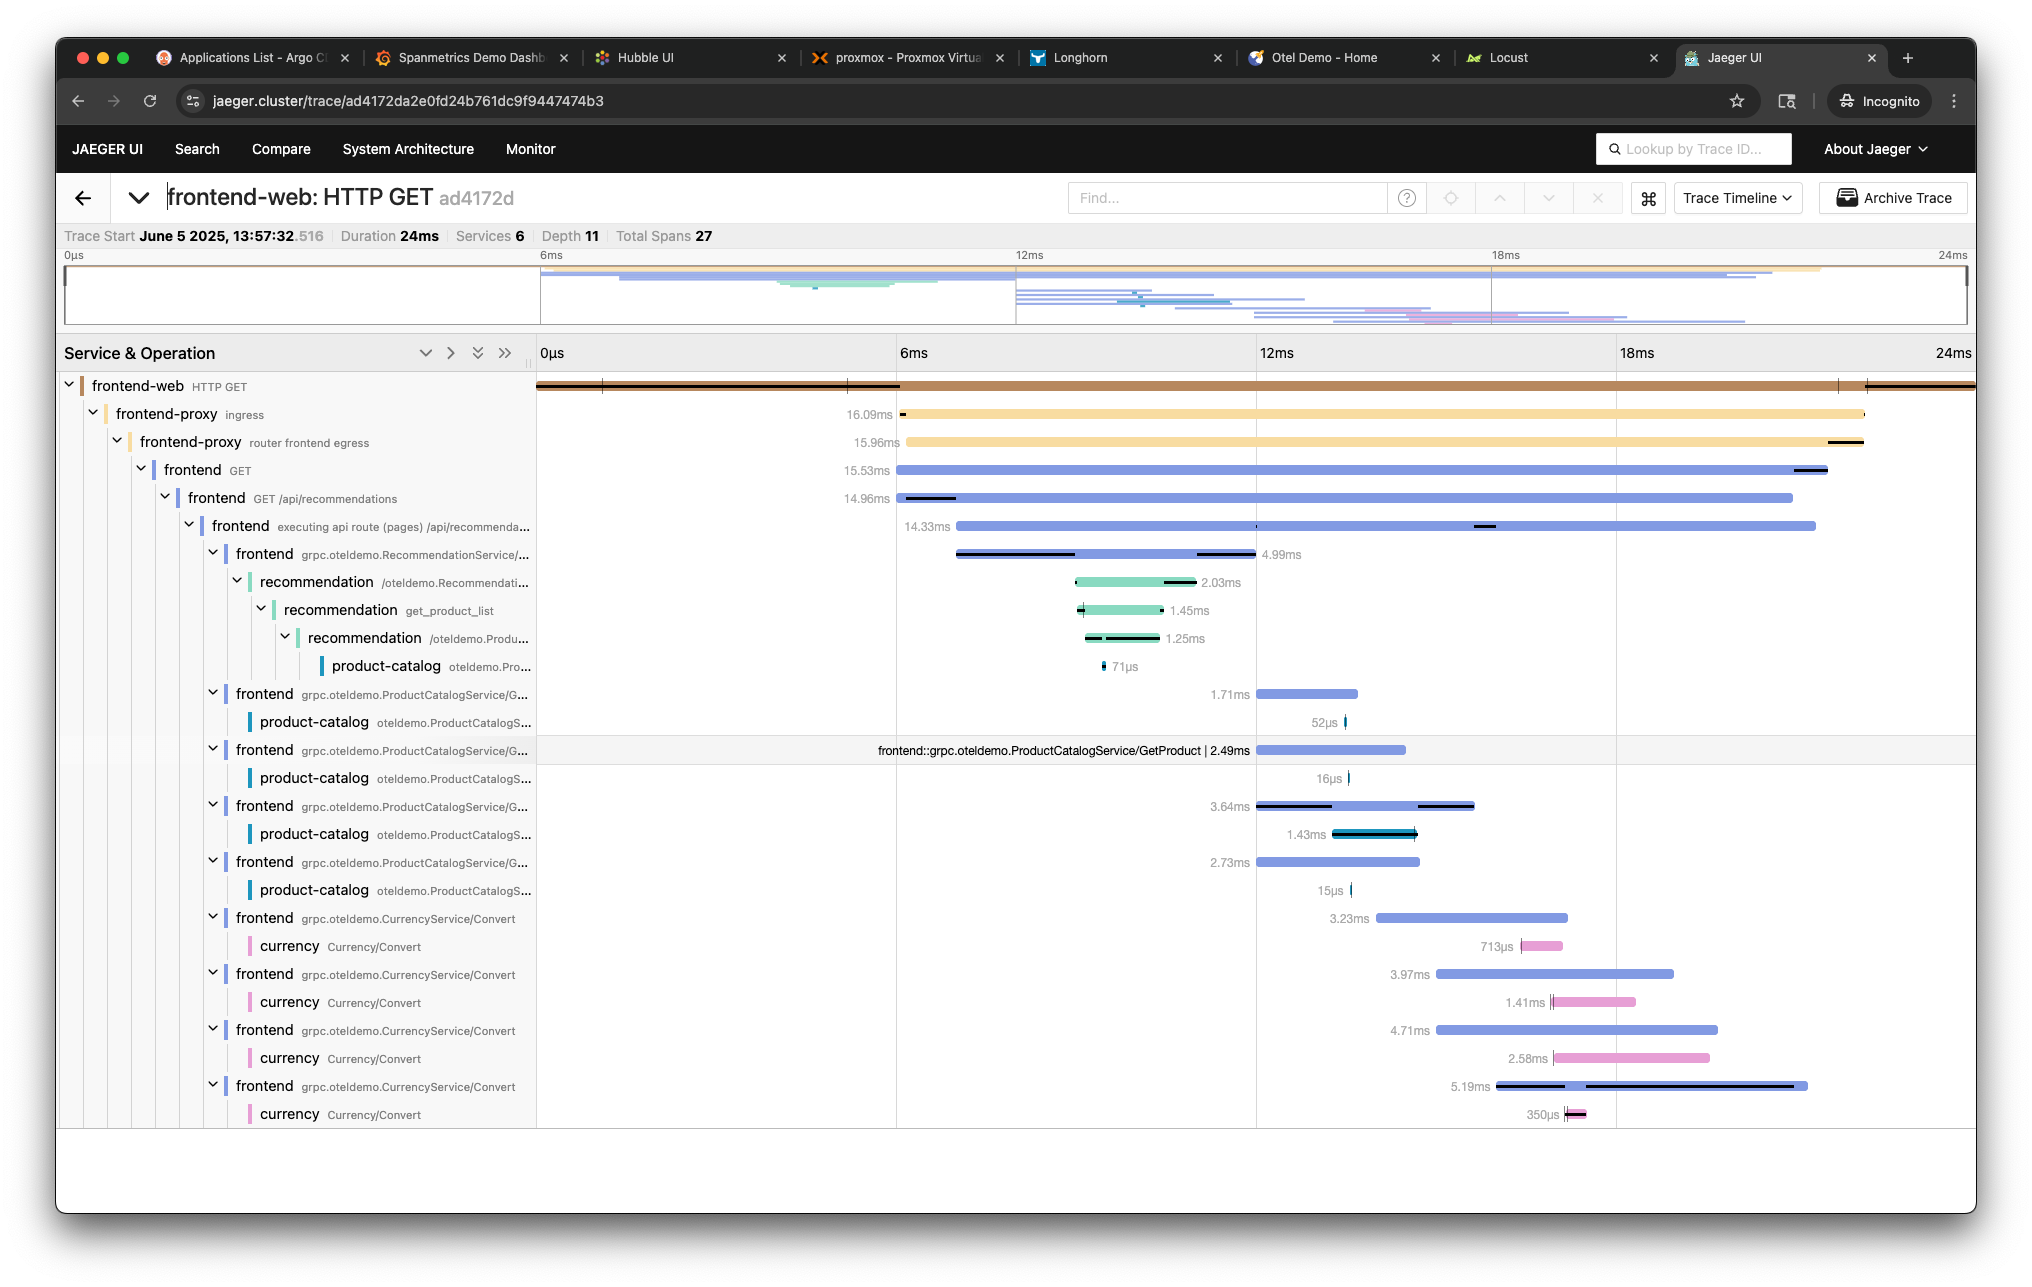 Applications List - Argo C
Spanmetrics Demo Dashb
Hubble UI
proxmox - Proxmox Virtua
Longhorn
Otel Demo - Home
Locust
Jaeger UI
jaeger.cluster/trace/ad4172da2e0fd24b761dc9f9447474b3
Incognito
JAEGER UI Search Compare System Architecture Monitor
Lookup by Trace ID...
About Jaeger
frontend-web: HTTP GET ad4172d
Find...
Trace Timeline
Archive Trace
Trace Start June 5 2025, 13:57:32.516 Duration 24ms Services 6 Depth 11 Total Spans 27
0μs 6ms 12ms 18ms 24ms
Service & Operation 0μs 6ms 12ms 18ms 24ms
frontend-web HTTP GET
frontend-proxy ingress 16.09ms
frontend-proxy router frontend egress 15.96ms
frontend GET 15.53ms
frontend GET /api/recommendations 14.96ms
frontend executing api route (pages) /api/recommenda... 14.33ms
frontend grpc.oteldemo.RecommendationService/... 4.99ms
recommendation /oteldemo.Recommendati... 2.03ms
recommendation get_product_list 1.45ms
recommendation /oteldemo.Produ... 1.25ms
product-catalog oteldemo.Pro... 71μs
frontend grpc.oteldemo.ProductCatalogService/G... 1.71ms
product-catalog oteldemo.ProductCatalogS... 52μs
frontend grpc.oteldemo.ProductCatalogService/G... frontend::grpc.oteldemo.ProductCatalogService/GetProduct | 2.49ms
product-catalog oteldemo.ProductCatalogS... 16μs
frontend grpc.oteldemo.ProductCatalogService/G... 3.64ms
product-catalog oteldemo.ProductCatalogS... 1.43ms
frontend grpc.oteldemo.ProductCatalogService/G... 2.73ms
product-catalog oteldemo.ProductCatalogS... 15μs
frontend grpc.oteldemo.CurrencyService/Convert 3.23ms
currency Currency/Convert 713μs
frontend grpc.oteldemo.CurrencyService/Convert 3.97ms
currency Currency/Convert 1.41ms
frontend grpc.oteldemo.CurrencyService/Convert 4.71ms
currency Currency/Convert 2.58ms
frontend grpc.oteldemo.CurrencyService/Convert 5.19ms
currency Currency/Convert 350μs